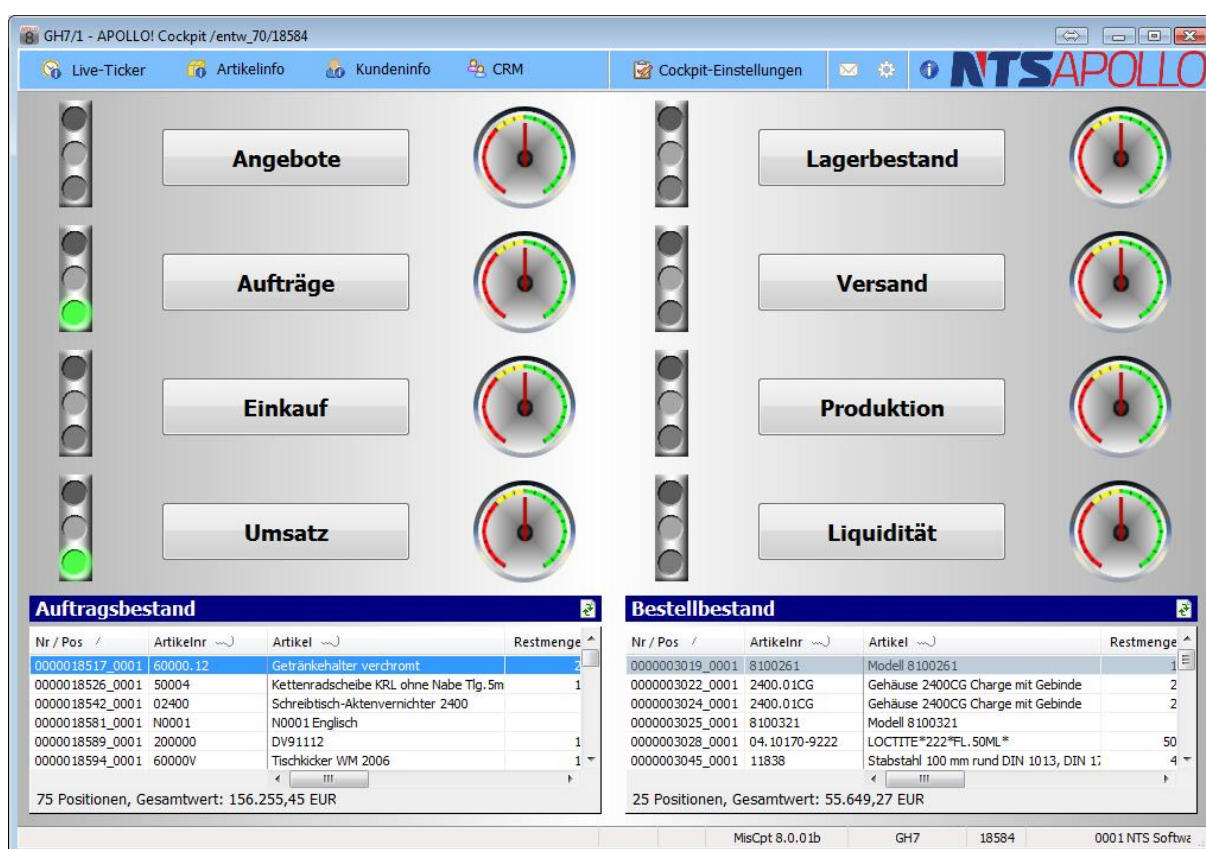 GH7/1 - APOLLO! Cockpit /entw_70/18584
Live-Ticker Artikelinfo Kundeninfo CRM Cockpit-Einstellungen NTSAPOLLO
Angebote Lagerbestand
Aufträge Versand
Einkauf Produktion
Umsatz Liquidität
Auftragsbestand
Nr / Pos Artikelnr Artikel Restmenge
0000018517_0001 60000.12 Getränkehalter verchromt 2
0000018526_0001 50004 Kettenradscheibe KRL ohne Nabe Tlg.5m 1
0000018542_0001 02400 Schreibtisch-Aktenvernichter 2400
0000018581_0001 N0001 N0001 Englisch
0000018589_0001 200000 DV91112 1
0000018594_0001 60000V Tischkicker WM 2006 1
75 Positionen, Gesamtwert: 156.255,45 EUR
Bestellbestand
Nr / Pos Artikelnr Artikel Restmenge
0000003019_0001 8100261 Modell 8100261 1
0000003022_0001 2400.01CG Gehäuse 2400CG Charge mit Gebinde 2
0000003024_0001 2400.01CG Gehäuse 2400CG Charge mit Gebinde 2
0000003025_0001 8100321 Modell 8100321
0000003028_0001 04.10170-9222 LOCTITE*222*FL.50ML* 50
0000003045_0001 11838 Stabstahl 100 mm rund DIN 1013, DIN 17 4
25 Positionen, Gesamtwert: 55.649,27 EUR
MisCpt 8.0.01b GH7 18584 0001 NTS Softwa